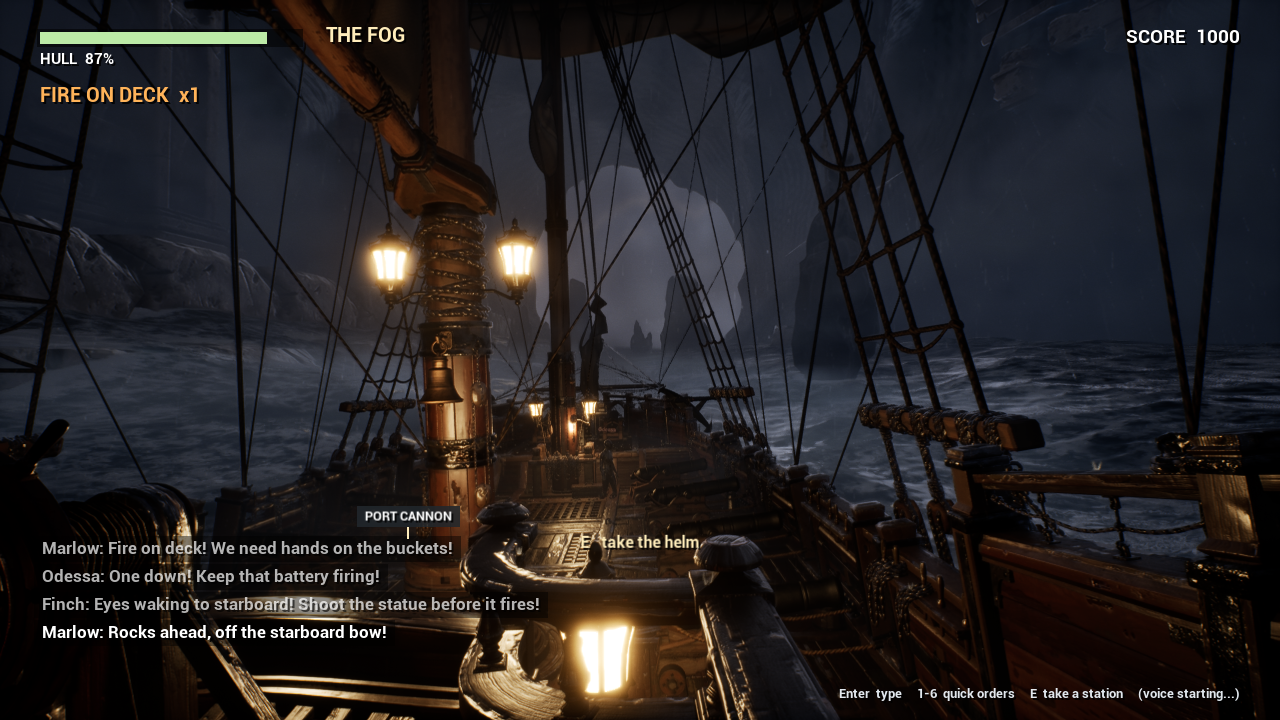 THE FOG
SCORE 1000
HULL 87%
FIRE ON DECK x1
PORT CANNON
E take the helm
Marlow: Fire on deck! We need hands on the buckets!
Odessa: One down! Keep that battery firing!
Finch: Eyes waking to starboard! Shoot the statue before it fires!
Marlow: Rocks ahead, off the starboard bow!
Enter type 1-6 quick orders E take a station (voice starting...)